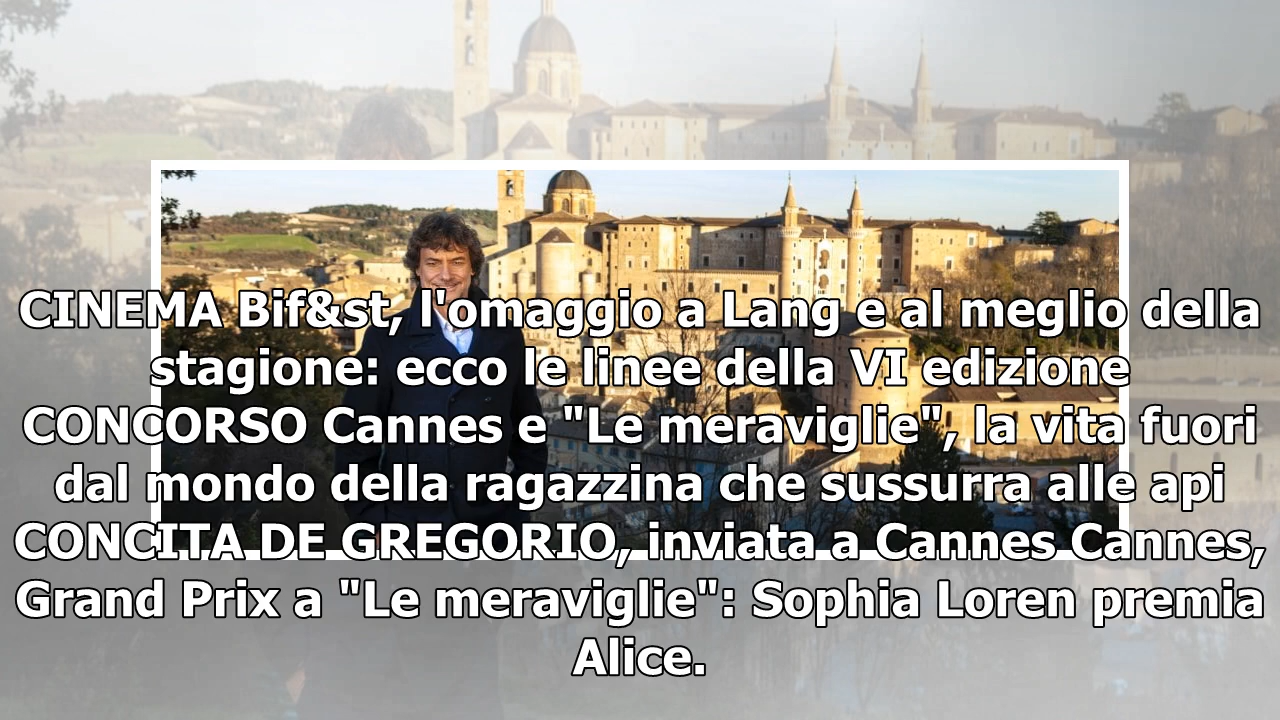 CINEMA Bif&st, l'omaggio a Lang e al meglio della
stagione: ecco le linee della VI edizione
CONCORSO Cannes e "Le meraviglie", la vita fuori
dal mondo della ragazzina che sussurra alle api
CONCITA DE GREGORIO, inviata a Cannes Cannes,
Grand Prix a "Le meraviglie": Sophia Loren premia
Alice.